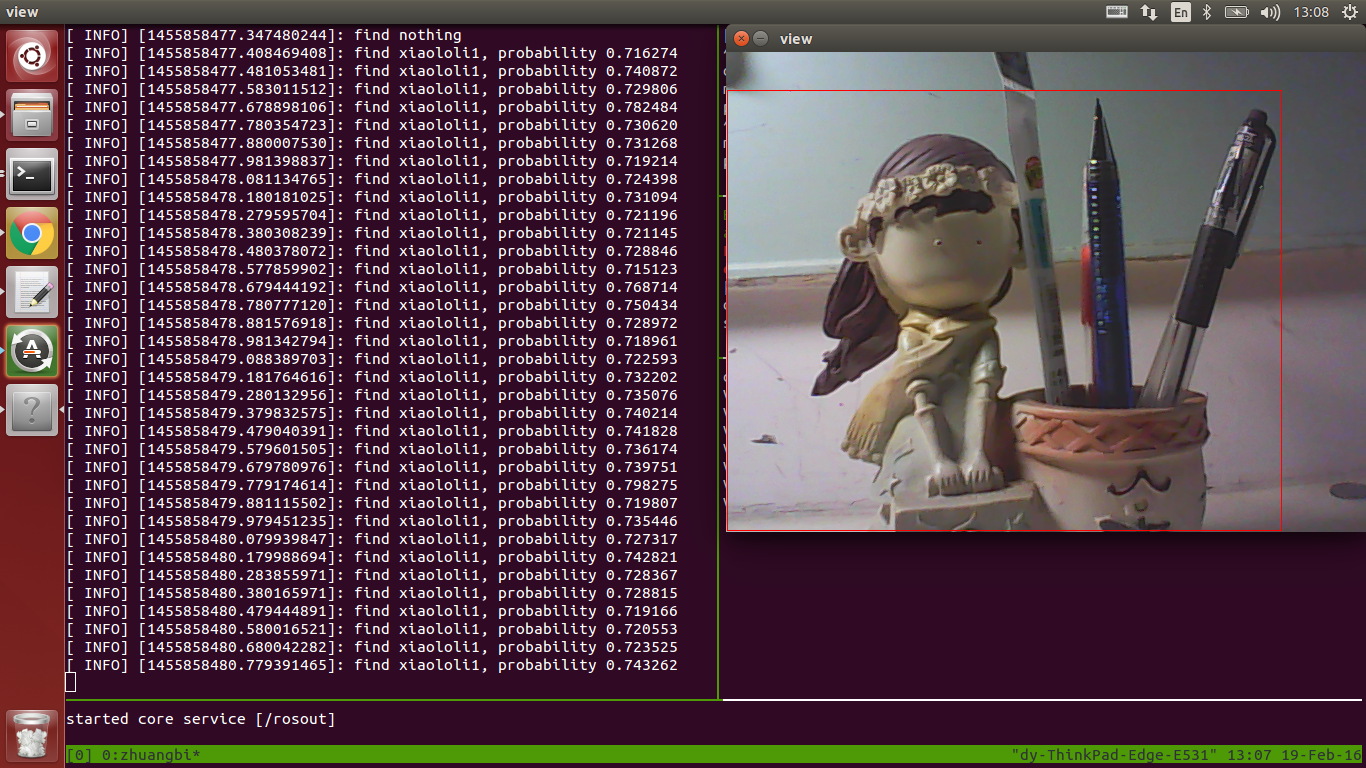 view
En
13:08
[ INFO] [1455858477.347480244]: find nothing
[ INFO] [1455858477.408469408]: find xiaololi1, probability 0.716274
[ INFO] [1455858477.481053481]: find xiaololi1, probability 0.740872
[ INFO] [1455858477.583011512]: find xiaololi1, probability 0.729806
[ INFO] [1455858477.678898106]: find xiaololi1, probability 0.782484
[ INFO] [1455858477.780354723]: find xiaololi1, probability 0.730620
[ INFO] [1455858477.880007530]: find xiaololi1, probability 0.731268
[ INFO] [1455858477.981398837]: find xiaololi1, probability 0.719214
[ INFO] [1455858478.081134765]: find xiaololi1, probability 0.724398
[ INFO] [1455858478.180181025]: find xiaololi1, probability 0.731094
[ INFO] [1455858478.279595704]: find xiaololi1, probability 0.721196
[ INFO] [1455858478.380308239]: find xiaololi1, probability 0.721145
[ INFO] [1455858478.480378072]: find xiaololi1, probability 0.728846
[ INFO] [1455858478.577859902]: find xiaololi1, probability 0.715123
[ INFO] [1455858478.679444192]: find xiaololi1, probability 0.768714
[ INFO] [1455858478.780777120]: find xiaololi1, probability 0.750434
[ INFO] [1455858478.881576918]: find xiaololi1, probability 0.728972
[ INFO] [1455858478.981342794]: find xiaololi1, probability 0.718961
[ INFO] [1455858479.088389703]: find xiaololi1, probability 0.722593
[ INFO] [1455858479.181764616]: find xiaololi1, probability 0.732202
[ INFO] [1455858479.280132956]: find xiaololi1, probability 0.735076
[ INFO] [1455858479.379832575]: find xiaololi1, probability 0.740214
[ INFO] [1455858479.479040391]: find xiaololi1, probability 0.741828
[ INFO] [1455858479.579601505]: find xiaololi1, probability 0.736174
[ INFO] [1455858479.679780976]: find xiaololi1, probability 0.739751
[ INFO] [1455858479.779174614]: find xiaololi1, probability 0.798275
[ INFO] [1455858479.881115502]: find xiaololi1, probability 0.719807
[ INFO] [1455858479.979451235]: find xiaololi1, probability 0.735446
[ INFO] [1455858480.079939847]: find xiaololi1, probability 0.727317
[ INFO] [1455858480.179988694]: find xiaololi1, probability 0.742821
[ INFO] [1455858480.283855971]: find xiaololi1, probability 0.728367
[ INFO] [1455858480.380165971]: find xiaololi1, probability 0.728815
[ INFO] [1455858480.479444891]: find xiaololi1, probability 0.719166
[ INFO] [1455858480.580016521]: find xiaololi1, probability 0.720553
[ INFO] [1455858480.680042282]: find xiaololi1, probability 0.723525
[ INFO] [1455858480.779391465]: find xiaololi1, probability 0.743262
view
started core service [/rosout]
[0] 0:zhuangbi*
"dy-ThinkPad-Edge-E531" 13:07 19-Feb-16